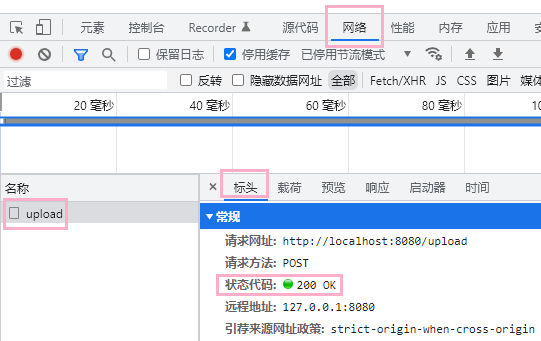 元素 控制台 Recorder 源代码 网络 性能 内存 应用
保留日志 停用缓存 已停用节流模式
过滤 反转 隐藏数据网址 全部 Fetch/XHR JS CSS 图片 媒体
20 毫秒 40 毫秒 60 毫秒 80 毫秒 10
名称 × 标头 载荷 预览 响应 启动器 时间
upload
常规
请求网址: http://localhost:8080/upload
请求方法: POST
状态代码: 200 OK
远程地址: 127.0.0.1:8080
引荐来源网址政策: strict-origin-when-cross-origin